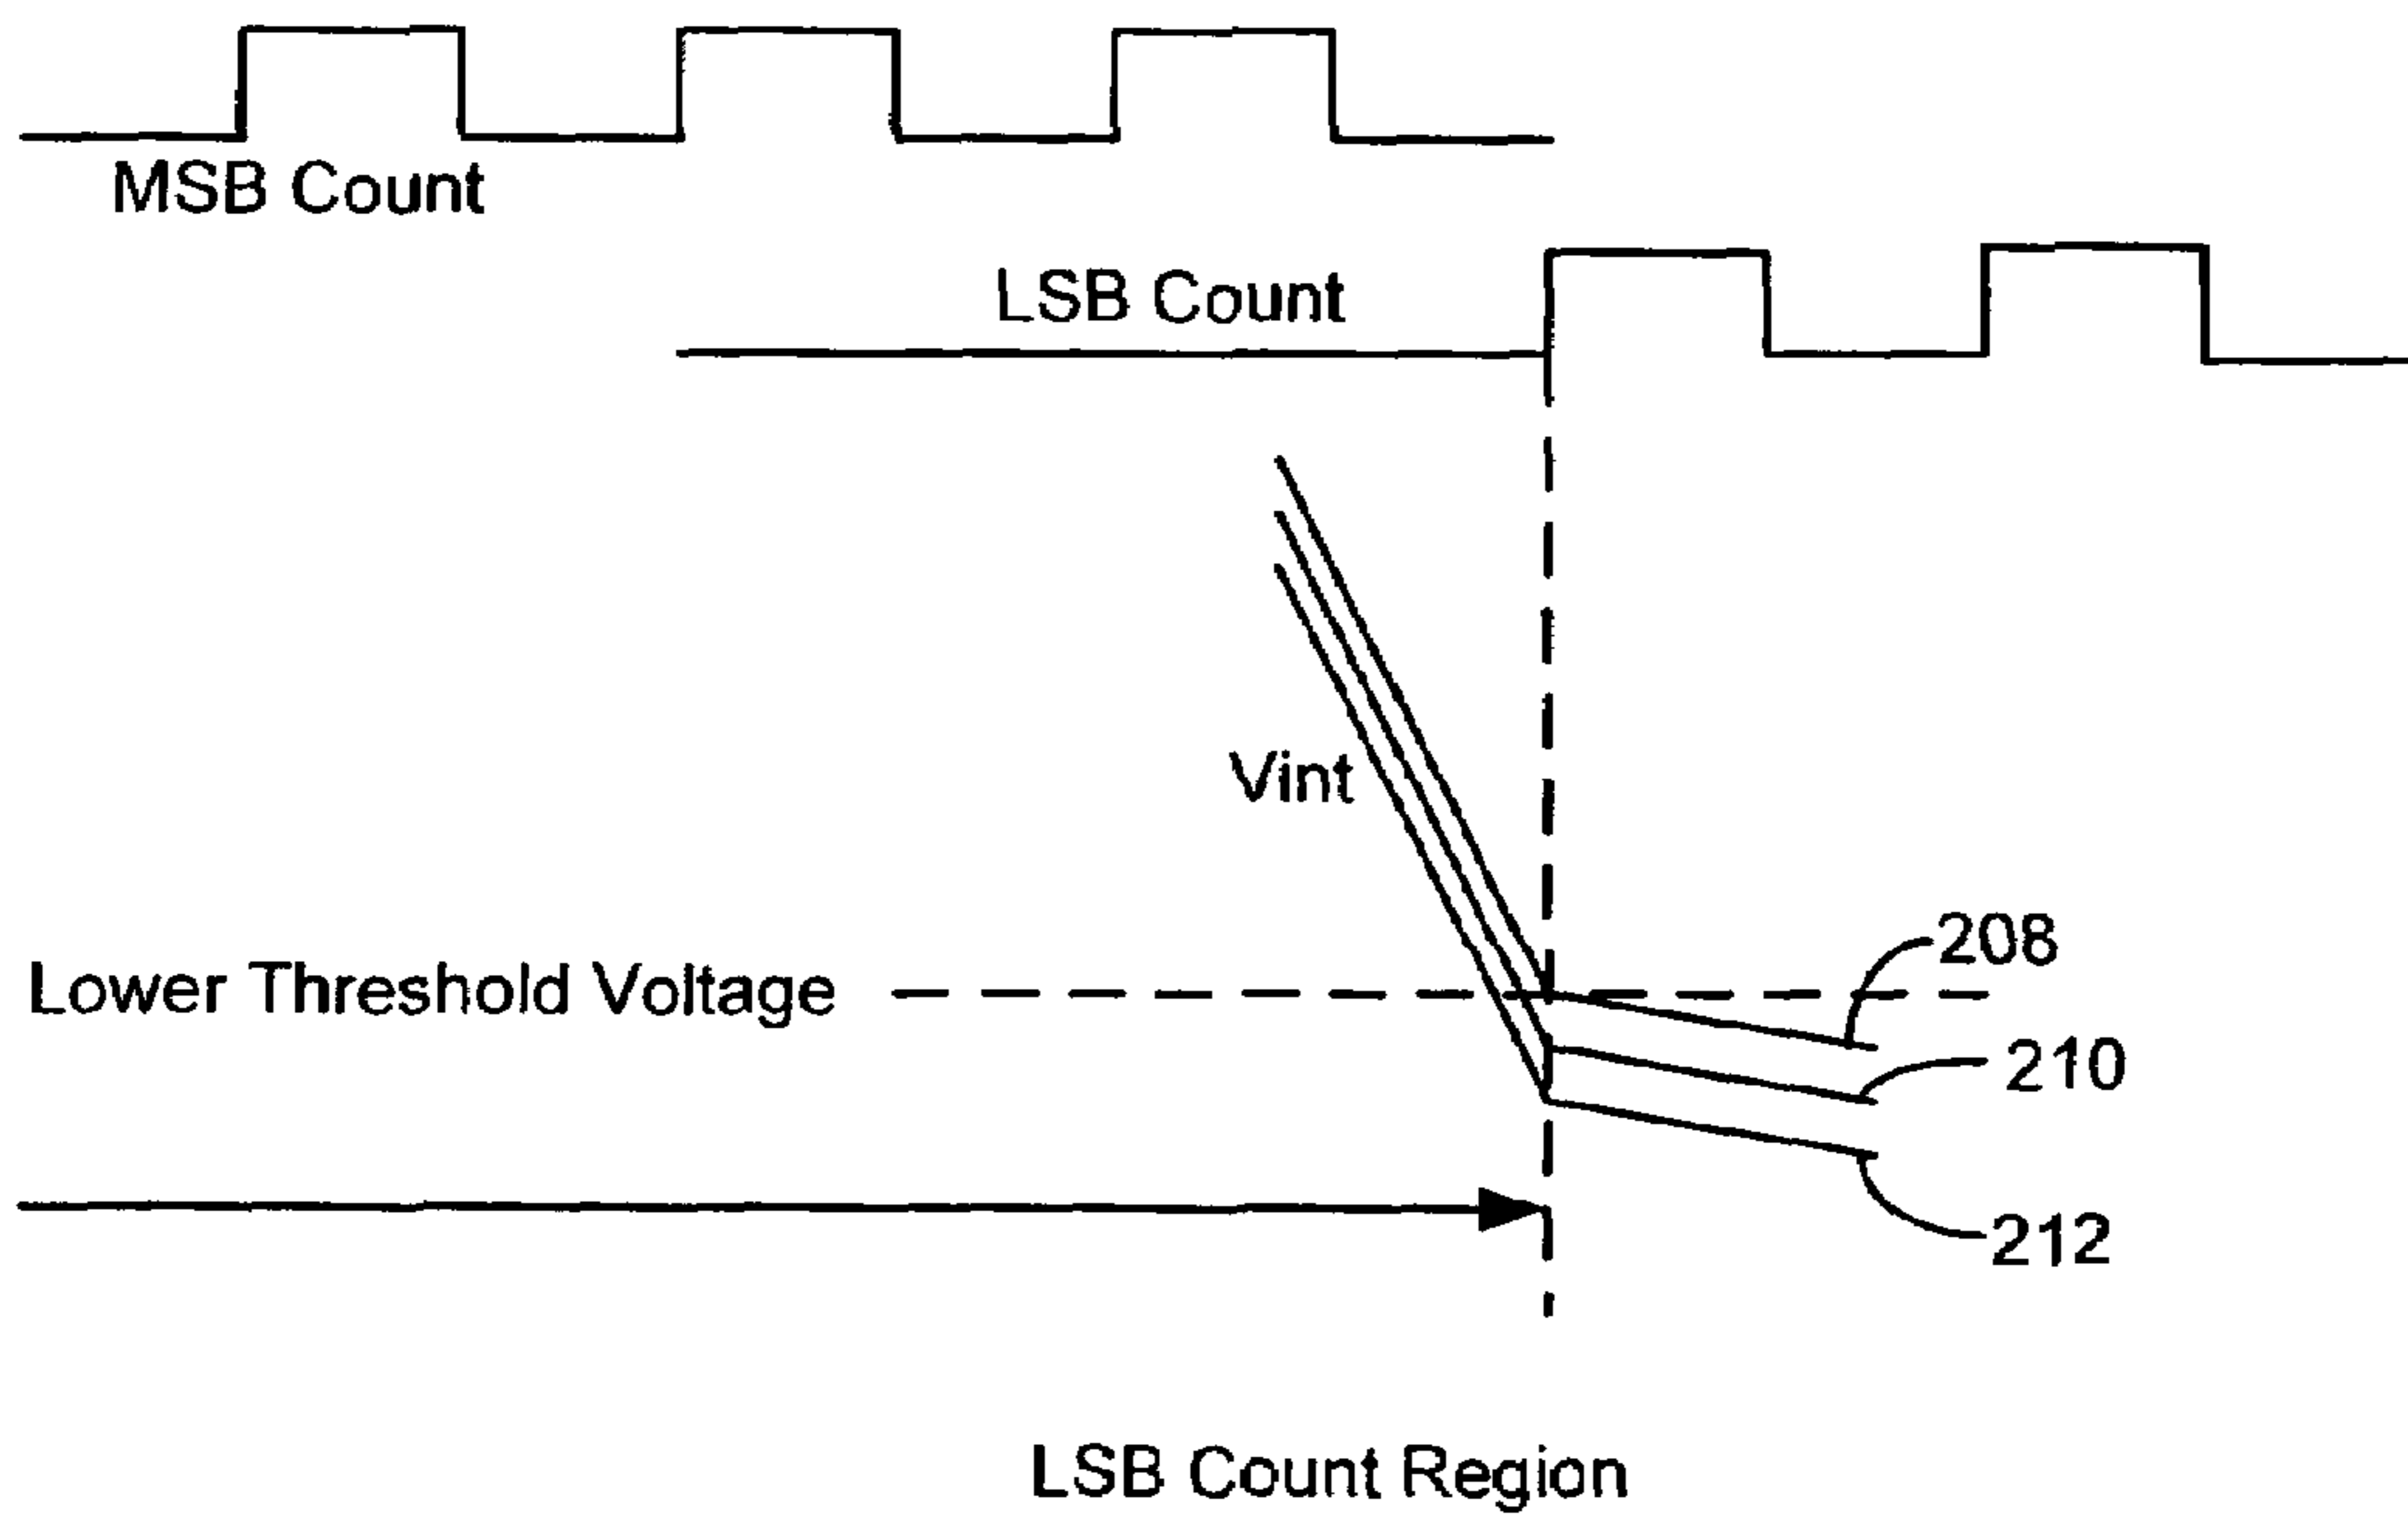 MSB Count
LSB Count
Vint
208
Lower Threshold Voltage
210
212
LSB Count Region